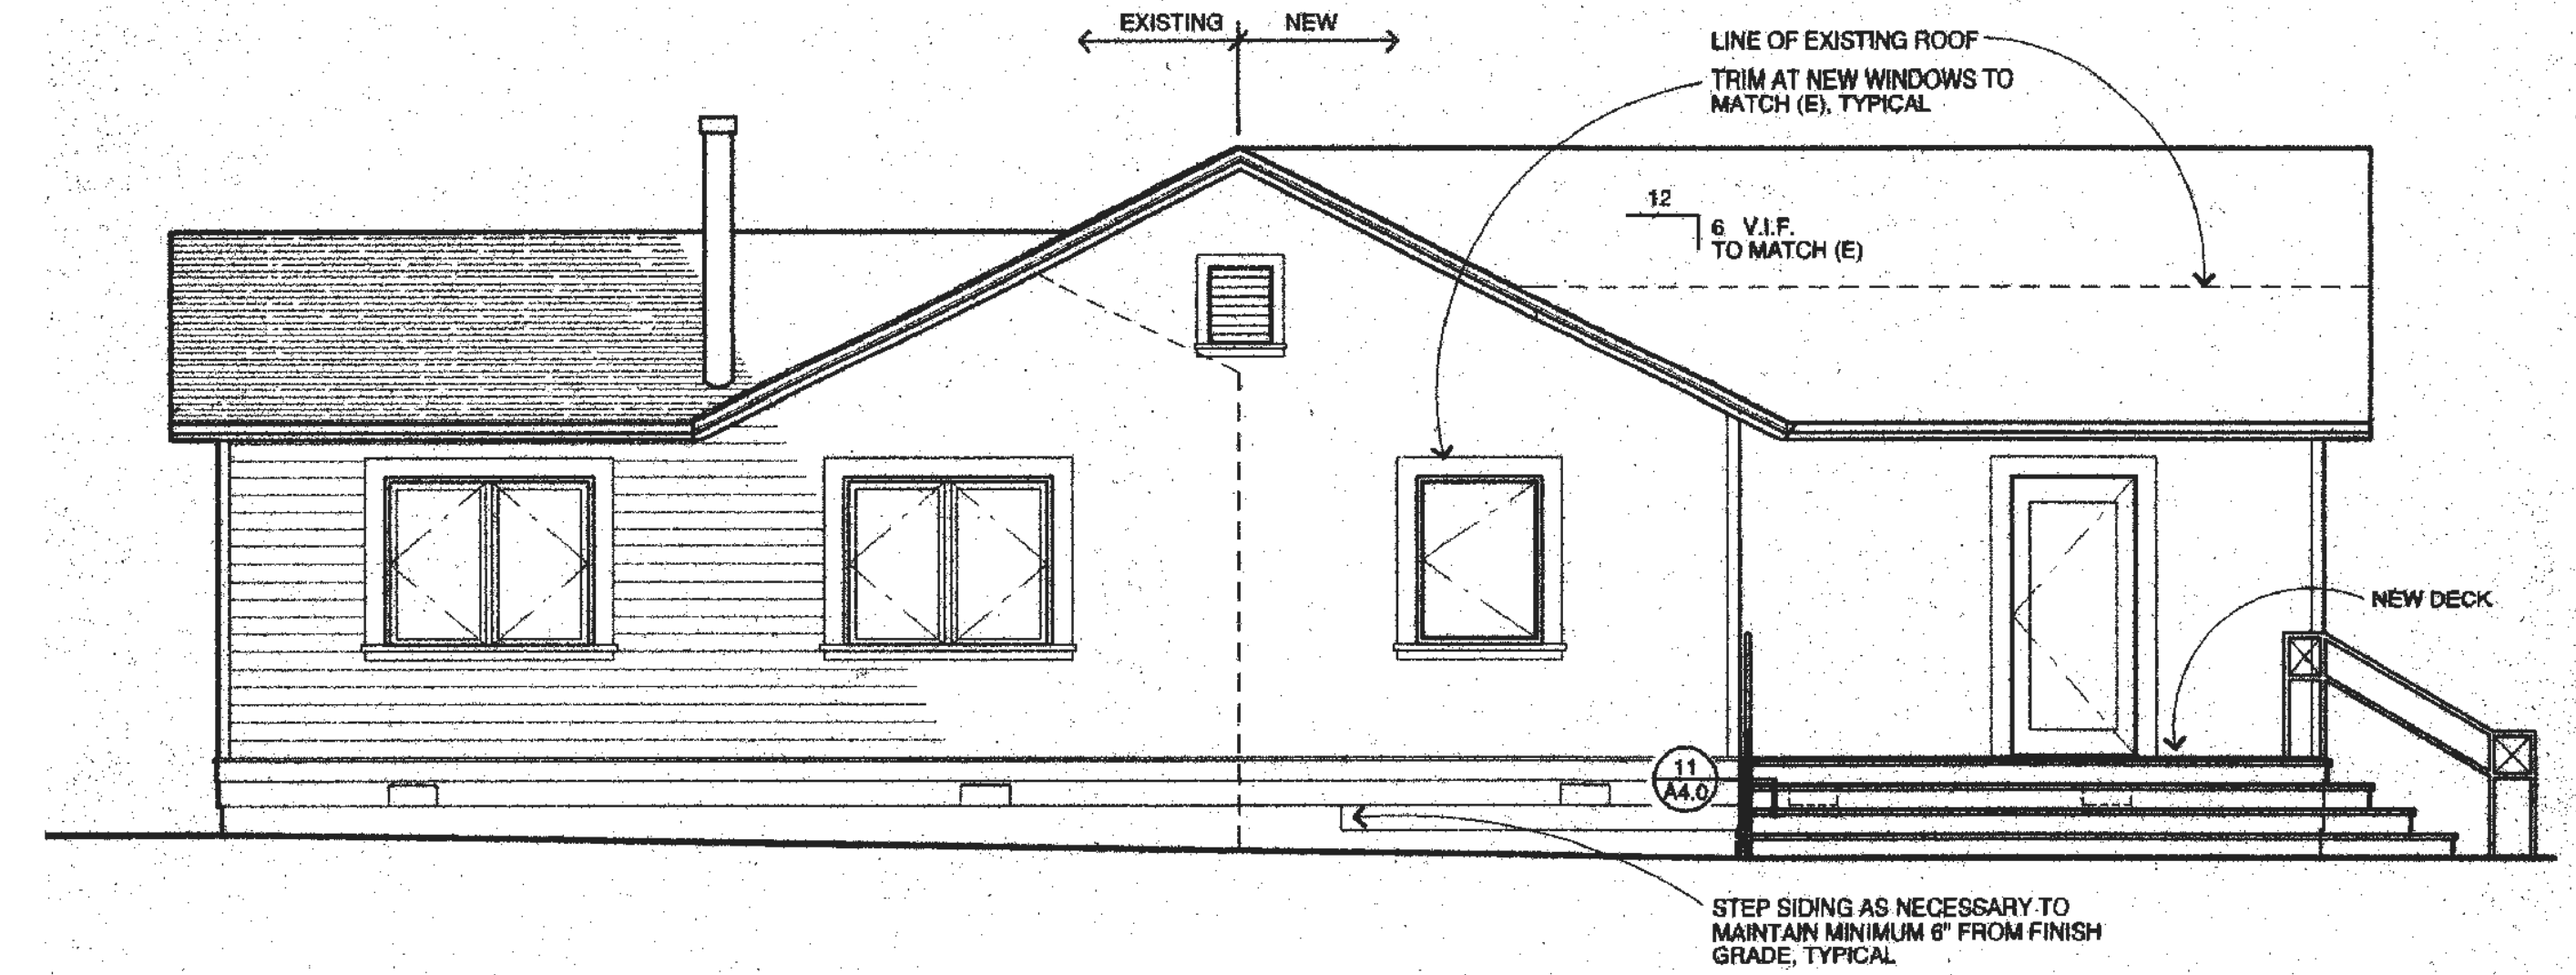 EXISTING NEW
LINE OF EXISTING ROOF
TRIM AT NEW WINDOWS TO
MATCH (E), TYPICAL
12
6 V.I.F.
TO MATCH (E)
NEW DECK
11
A4.0
STEP SIDING AS NECESSARY TO
MAINTAIN MINIMUM 6" FROM FINISH
GRADE, TYPICAL